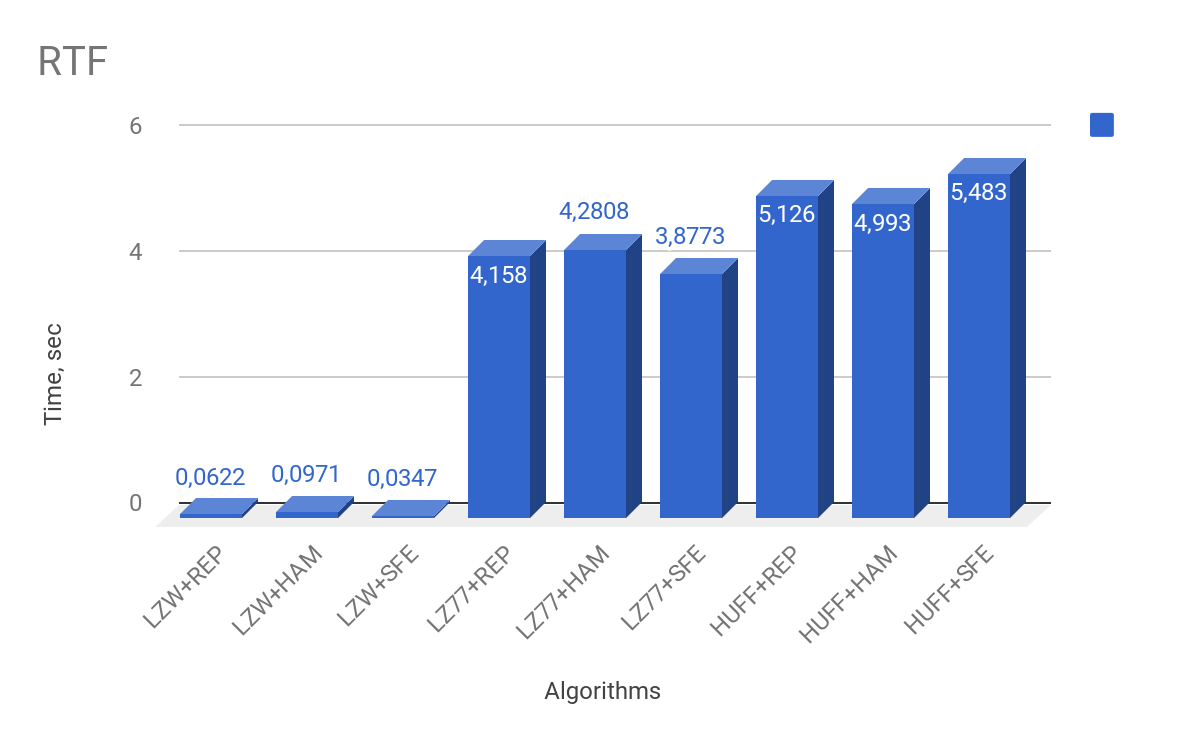 RTF
6
4
2
0
Time, sec
0,0622
0,0971
0,0347
4,158
4,2808
3,8773
5,126
4,993
5,483
LZW+REP
LZW+HAM
LZW+SFE
LZ77+REP
LZ77+HAM
LZ77+SFE
HUFF+REP
HUFF+HAM
HUFF+SFE
Algorithms